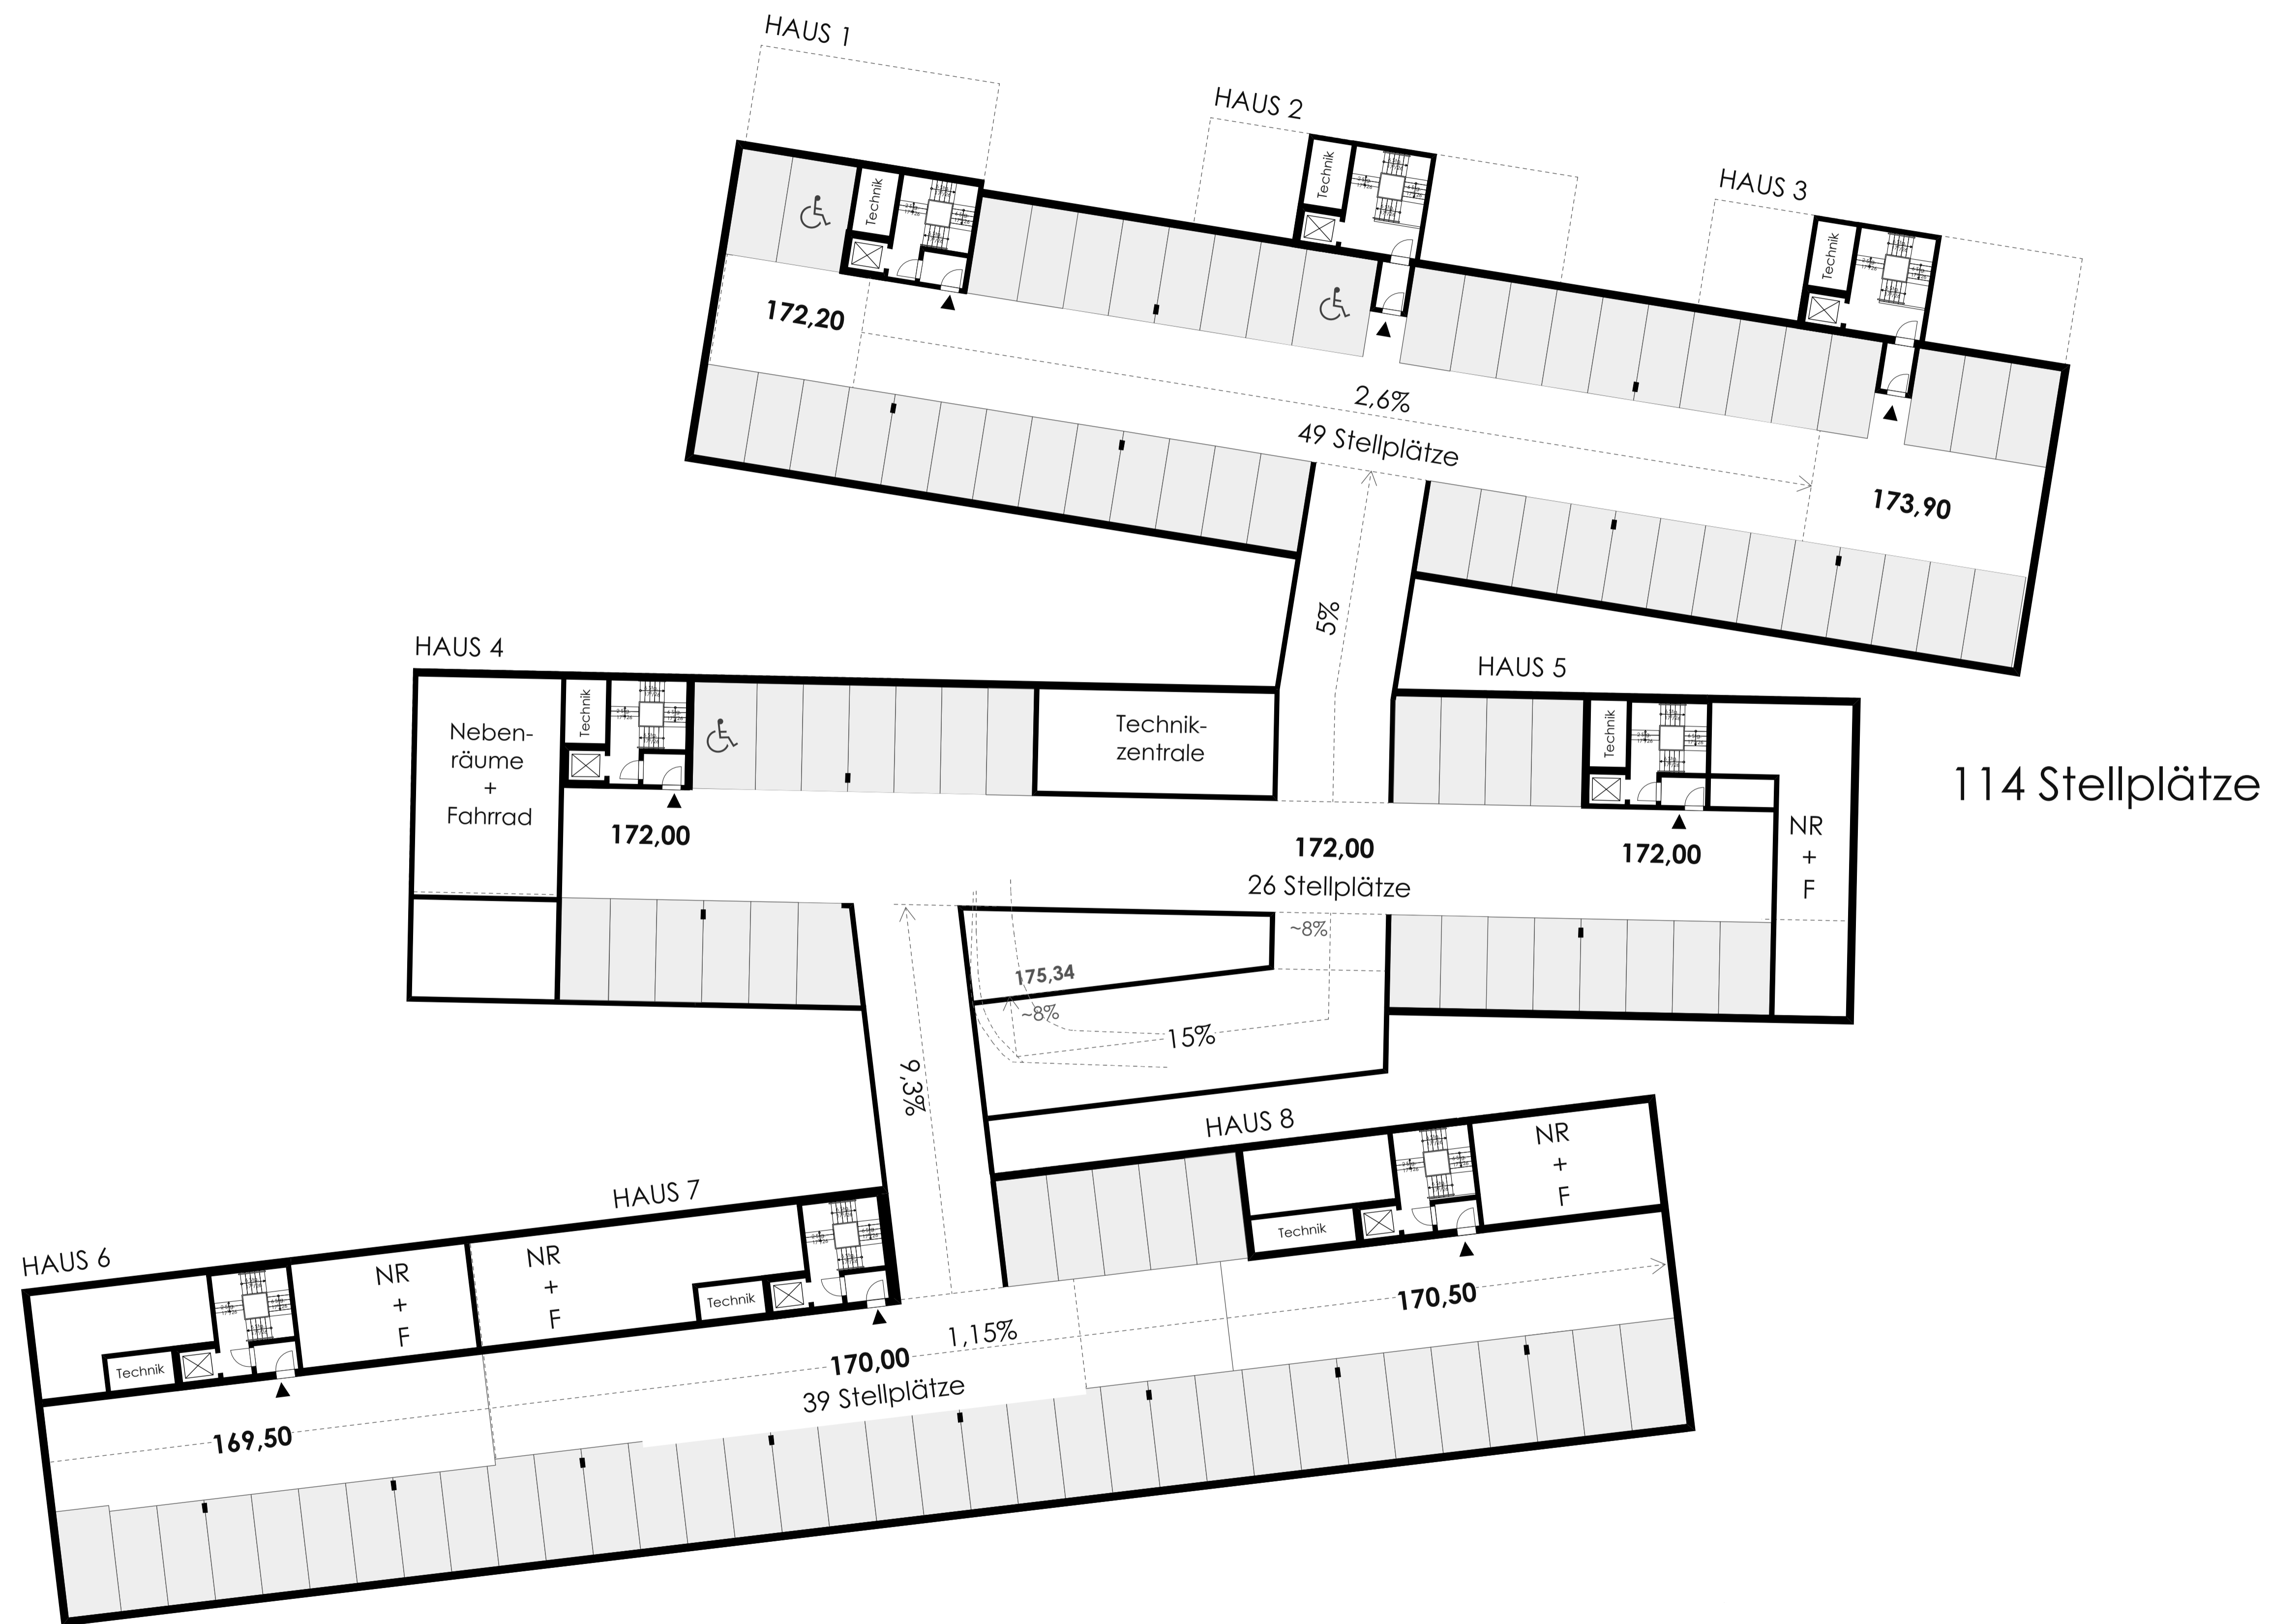 HAUS 1
HAUS 2
HAUS 3
Technik
Technik
Technik
172,20
2,6%
49 Stellplätze
173,90
5%
HAUS 4
HAUS 5
Neben-
räume
+
Fahrrad
Technik
Technik-
zentrale
Technik
114 Stellplätze
172,00
172,00
172,00
26 Stellplätze
NR
+
F
~8%
175,34
~8%
15%
9,3%
HAUS 8
NR
+
F
Technik
HAUS 7
HAUS 6
NR
+
F
NR
+
F
Technik
Technik
170,50
1,15%
170,00
39 Stellplätze
169,50